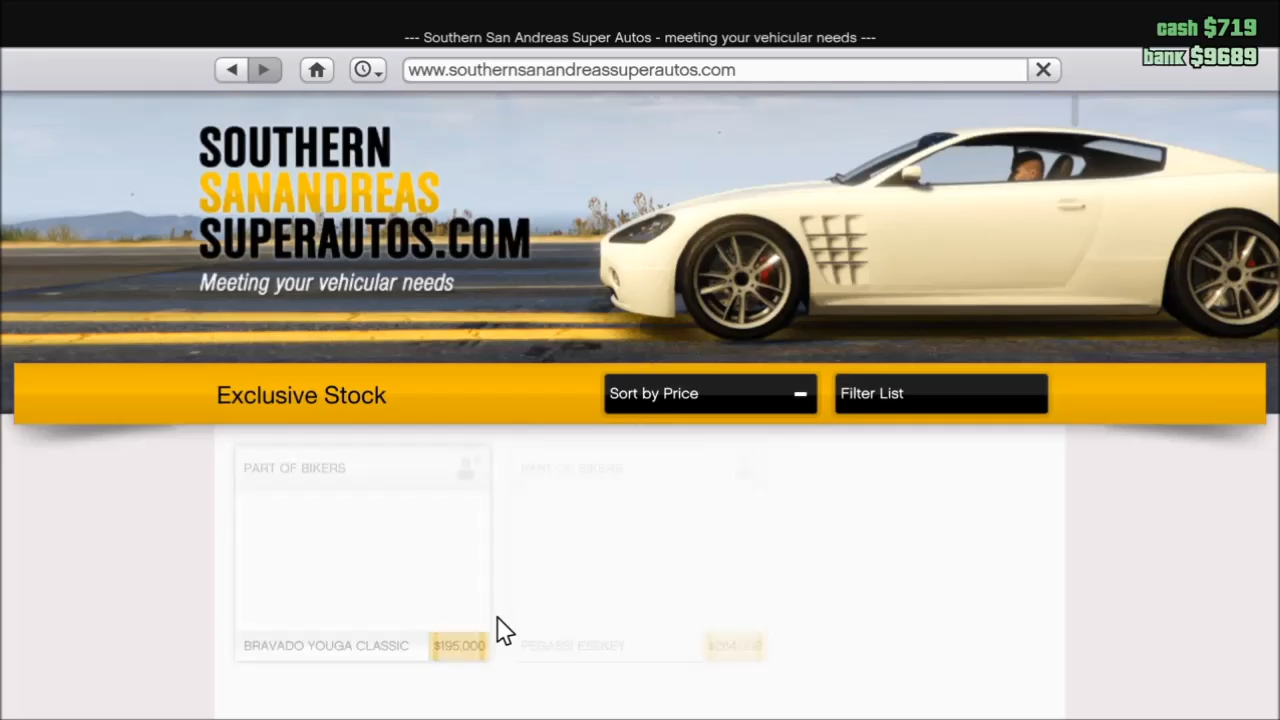 --- Southern San Andreas Super Autos - meeting your vehicular needs ---
cash $719
bank $9689
www.southernsanandreassuperautos.com
SOUTHERN
SANANDREAS
SUPERAUTOS.COM
Meeting your vehicular needs
Exclusive Stock
Sort by Price
Filter List
PART OF BIKERS
PART OF BIKERS
BRAVADO YOUGA CLASSIC
$195,000
PEGASSI ESSKEY